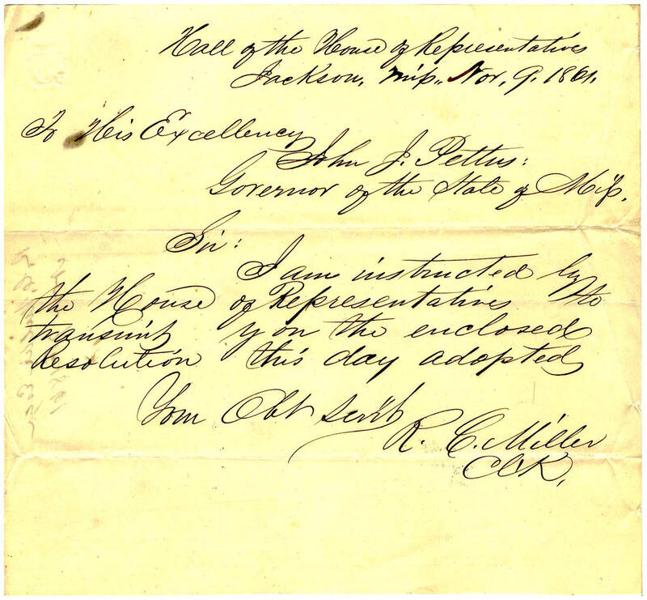 Hall of the House of Representatives
Jackson, Miss., Nov, 9. 1861.
To His Excellency
John J. Pettus:
Governor of the State of Miss.
Sir:
I am instructed by
the House of Representatives to
transmit you the enclosed
Resolution this day adopted
Your Obt Servt
R. C. Miller
Clk.